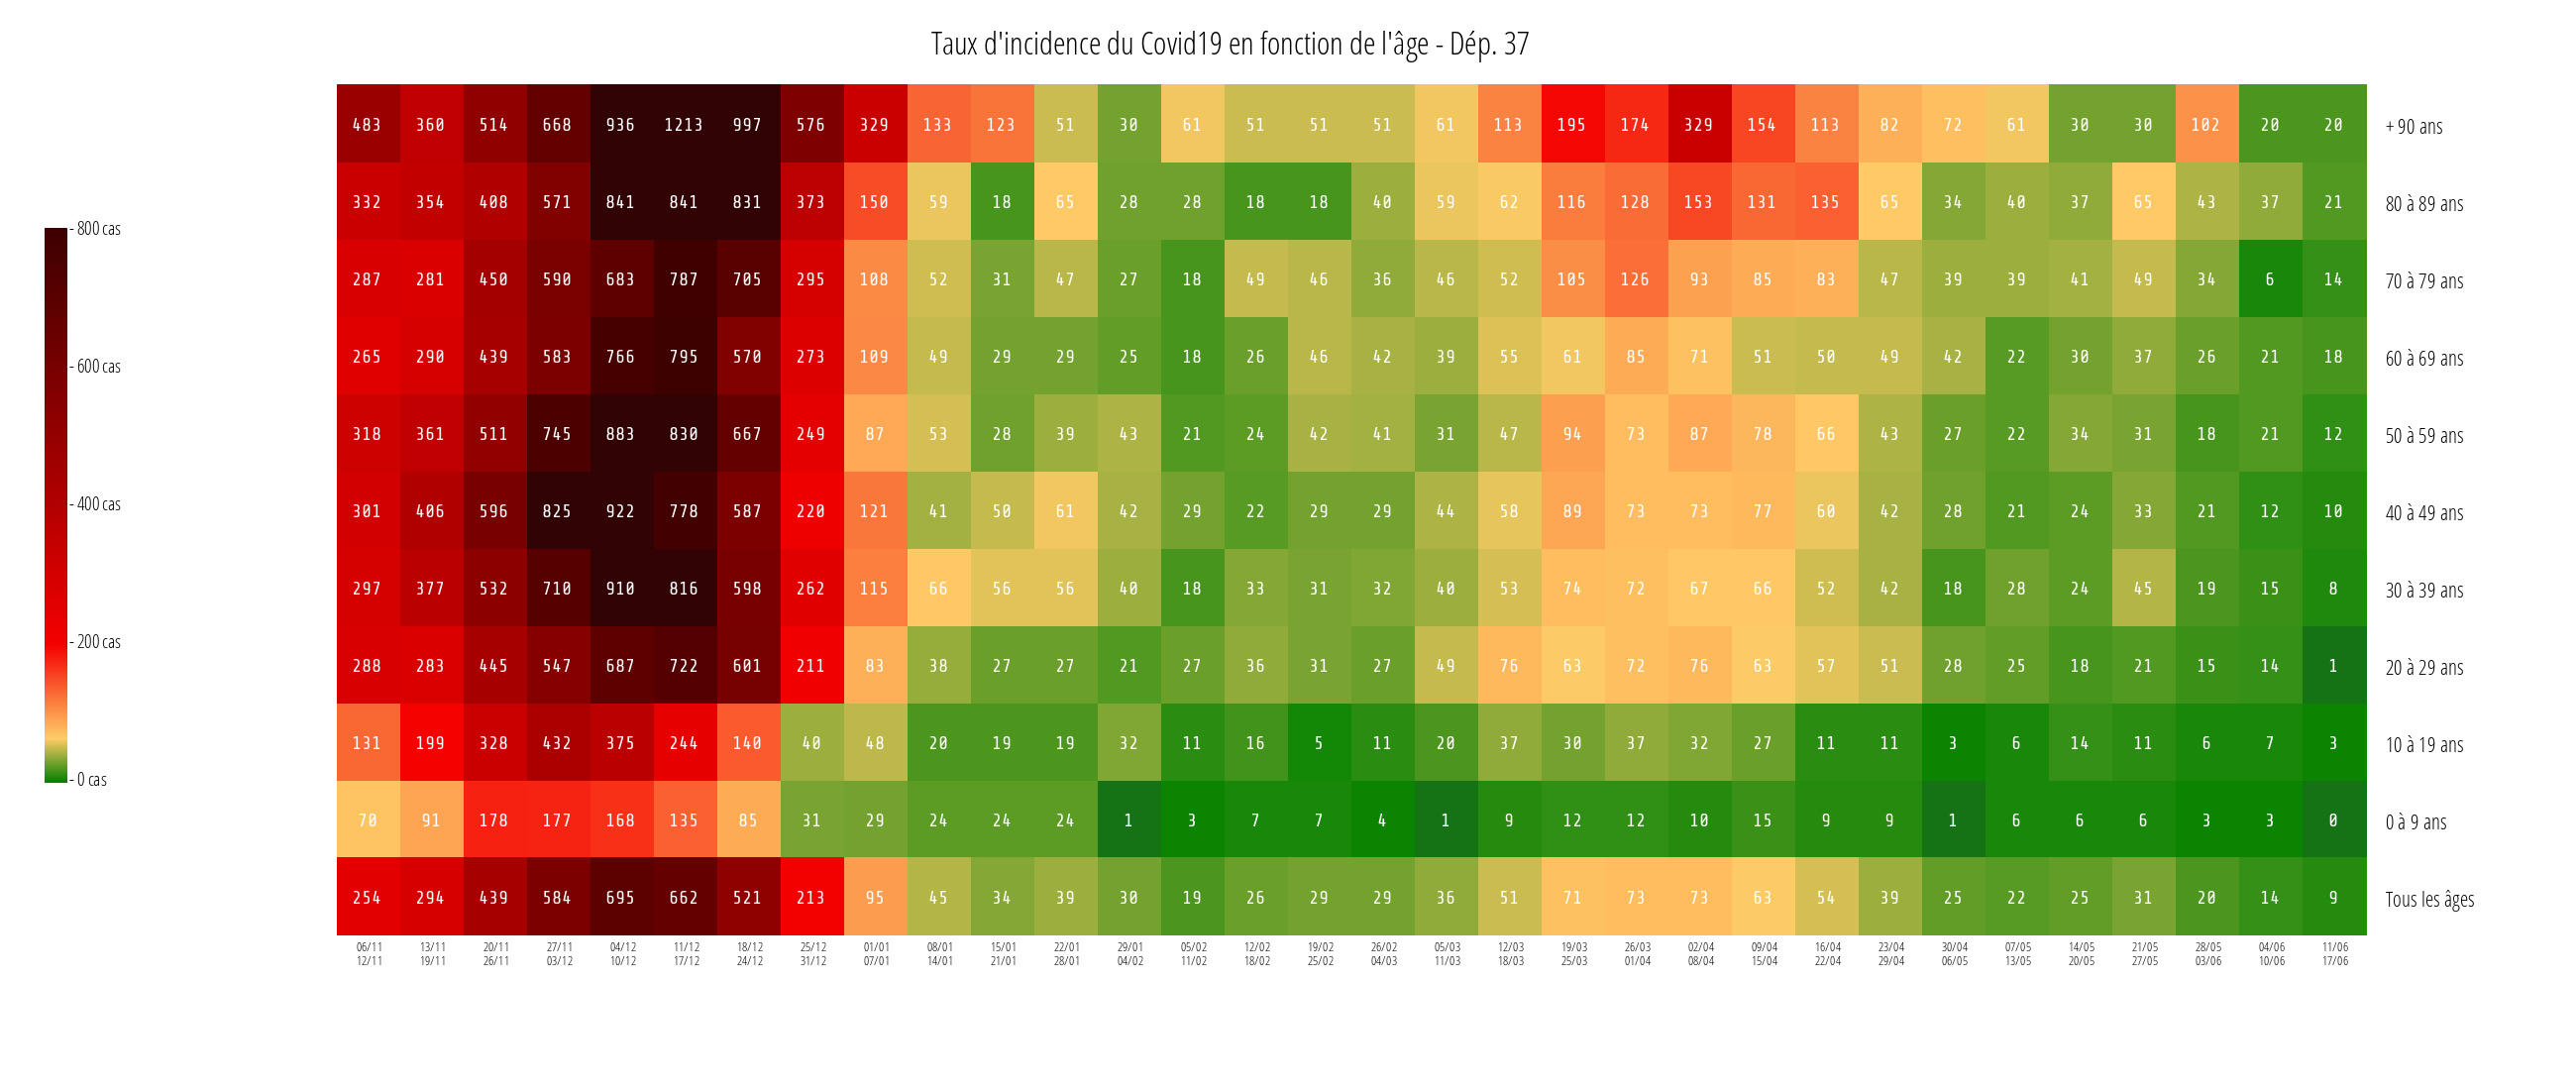 Taux d'incidence du Covid19 en fonction de l'âge - Dép. 37
- 800 cas
- 600 cas
- 400 cas
- 200 cas
- 0 cas
483 360 514 668 936 1213 997 576 329 133 123 51 30 61 51 51 51 61 113 195 174 329 154 113 82 72 61 30 30 102 20 20 + 90 ans
332 354 408 571 841 841 831 373 150 59 18 65 28 28 18 18 40 59 62 116 128 153 131 135 65 34 40 37 65 43 37 21 80 à 89 ans
287 281 450 590 683 787 705 295 108 52 31 47 27 18 49 46 36 46 52 105 126 93 85 83 47 39 39 41 49 34 6 14 70 à 79 ans
265 290 439 583 766 795 570 273 109 49 29 29 25 18 26 46 42 39 55 61 85 71 51 50 49 42 22 30 37 26 21 18 60 à 69 ans
318 361 511 745 883 830 667 249 87 53 28 39 43 21 24 42 41 31 47 94 73 87 78 66 43 27 22 34 31 18 21 12 50 à 59 ans
301 406 596 825 922 778 587 220 121 41 50 61 42 29 22 29 29 44 58 89 73 73 77 60 42 28 21 24 33 21 12 10 40 à 49 ans
297 377 532 710 910 816 598 262 115 66 56 56 40 18 33 31 32 40 53 74 72 67 66 52 42 18 28 24 45 19 15 8 30 à 39 ans
288 283 445 547 687 722 601 211 83 38 27 27 21 27 36 31 27 49 76 63 72 76 63 57 51 28 25 18 21 15 14 1 20 à 29 ans
131 199 328 432 375 244 140 40 48 20 19 19 32 11 16 5 11 20 37 30 37 32 27 11 11 3 6 14 11 6 7 3 10 à 19 ans
70 91 178 177 168 135 85 31 29 24 24 24 1 3 7 7 4 1 9 12 12 10 15 9 9 1 6 6 6 3 3 0 0 à 9 ans
254 294 439 584 695 662 521 213 95 45 34 39 30 19 26 29 29 36 51 71 73 73 63 54 39 25 22 25 31 20 14 9 Tous les âges
06/11 13/11 20/11 27/11 04/12 11/12 18/12 25/12 01/01 08/01 15/01 22/01 29/01 05/02 12/02 19/02 26/02 05/03 12/03 19/03 26/03 02/04 09/04 16/04 23/04 30/04 07/05 14/05 21/05 28/05 04/06 11/06
12/11 19/11 26/11 03/12 10/12 17/12 24/12 31/12 07/01 14/01 21/01 28/01 04/02 11/02 18/02 25/02 04/03 11/03 18/03 25/03 01/04 08/04 15/04 22/04 29/04 06/05 13/05 20/05 27/05 03/06 10/06 17/06